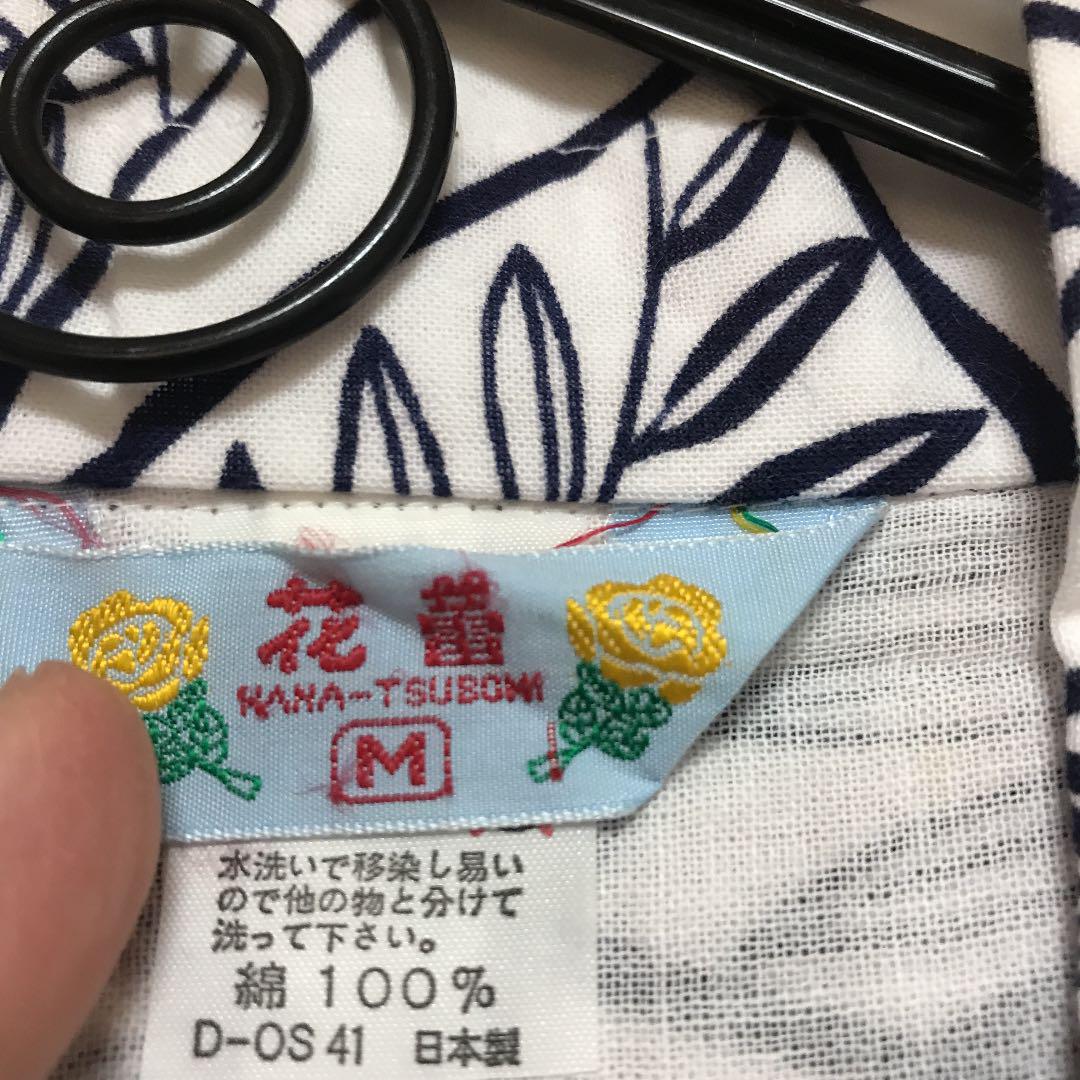 花蕾
HANA-TSUBOMI
M
水洗いで移染し易い
ので他の物と分けて
洗って下さい。
綿 100%
D-OS 41 日本製